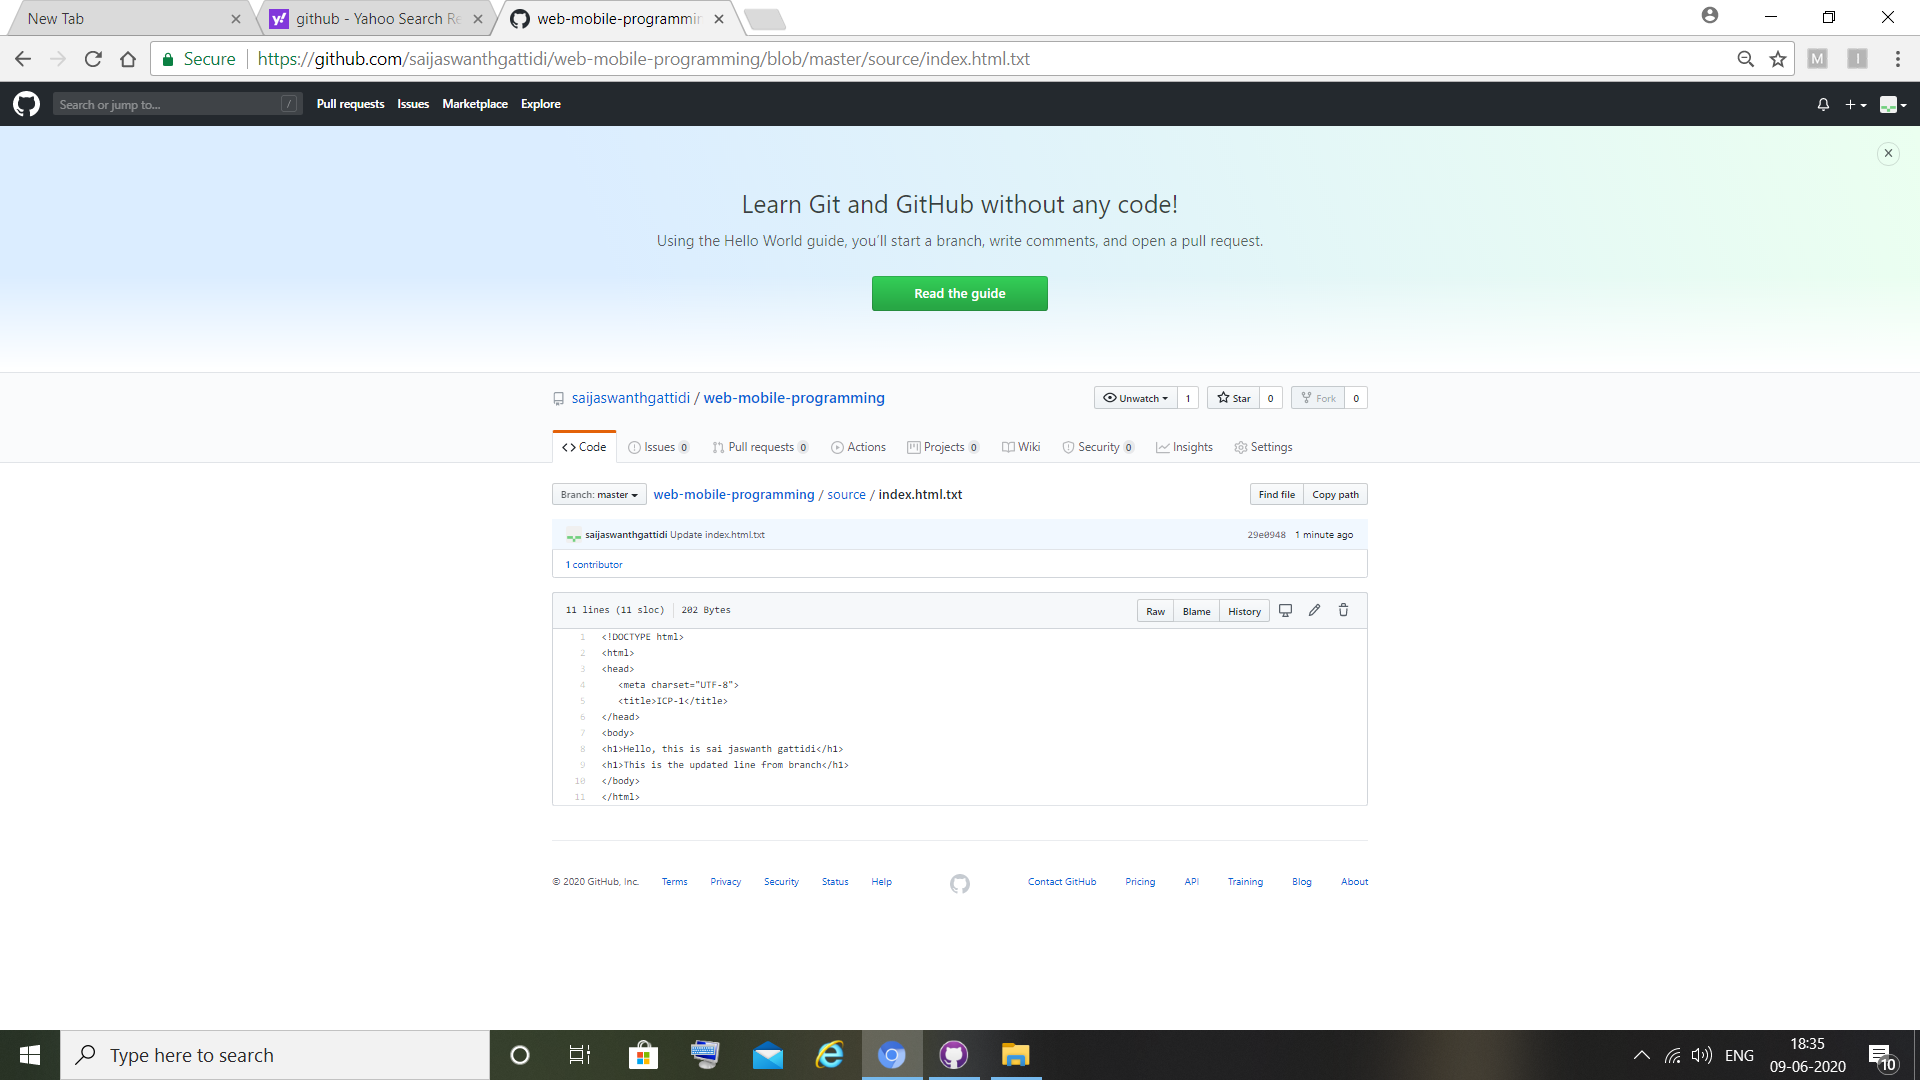 New Tab
github - Yahoo Search Re
web-mobile-programmin
Secure https://github.com/saijaswanthgattidi/web-mobile-programming/blob/master/source/index.html.txt
M I
Search or jump to... / Pull requests Issues Marketplace Explore
Learn Git and GitHub without any code!
Using the Hello World guide, you'll start a branch, write comments, and open a pull request.
Read the guide
saijaswanthgattidi / web-mobile-programming
Unwatch 1 Star 0 Fork 0
Code Issues 0 Pull requests 0 Actions Projects 0 Wiki Security 0 Insights Settings
Branch: master web-mobile-programming / source / index.html.txt Find file Copy path
saijaswanthgattidi Update index.html.txt 29e0948 1 minute ago
1 contributor
11 lines (11 sloc) 202 Bytes Raw Blame History
1 <!DOCTYPE html>
2 <html>
3 <head>
4 <meta charset="UTF-8">
5 <title>ICP-1</title>
6 </head>
7 <body>
8 <h1>Hello, this is sai jaswanth gattidi</h1>
9 <h1>This is the updated line from branch</h1>
10 </body>
11 </html>
© 2020 GitHub, Inc. Terms Privacy Security Status Help Contact GitHub Pricing API Training Blog About
Type here to search
ENG
18:35
09-06-2020
10